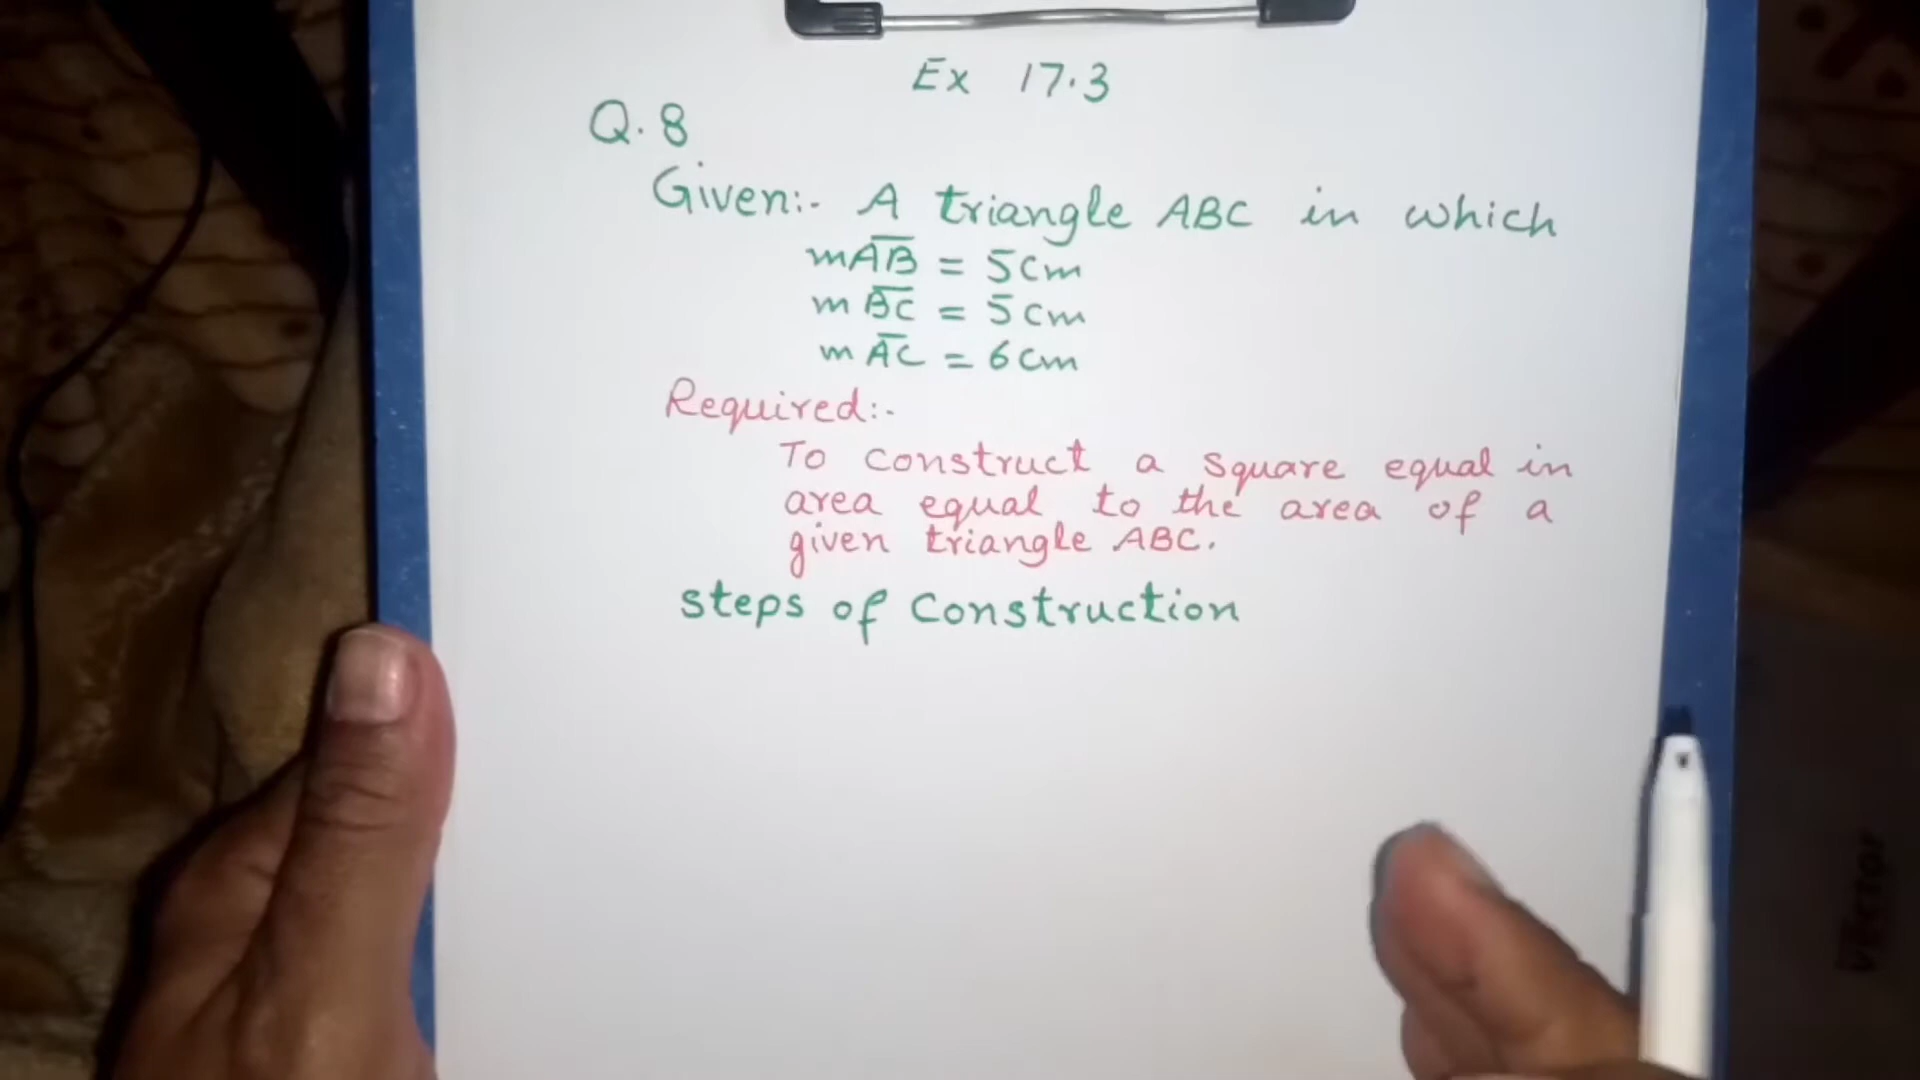 Ex 17.3
Q.8
Given:- A triangle ABC in which
mAB = 5cm
mBC = 5cm
mAC = 6cm
Required:-
To construct a square equal in
area equal to the area of a
given triangle ABC.
steps of Construction